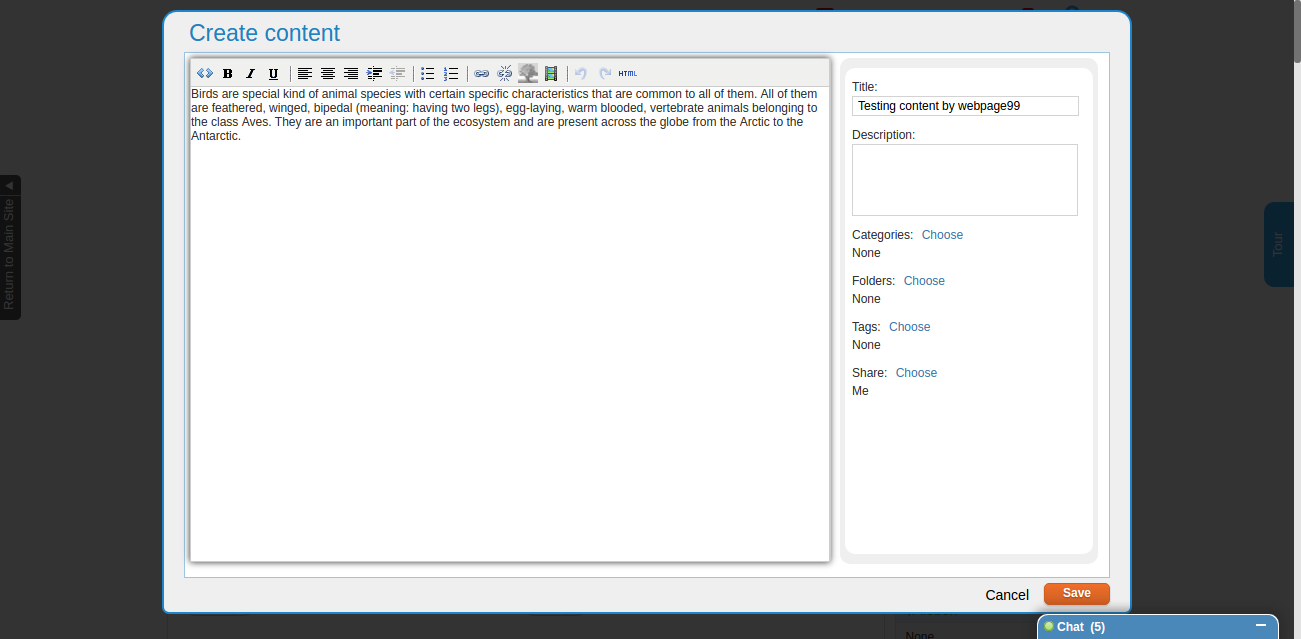 Create content
B I U HTML
Birds are special kind of animal species with certain specific characteristics that are common to all of them. All of them
are feathered, winged, bipedal (meaning: having two legs), egg-laying, warm blooded, vertebrate animals belonging to
the class Aves. They are an important part of the ecosystem and are present across the globe from the Arctic to the
Antarctic.
Title:
Testing content by webpage99
Description:
Categories: Choose
None
Folders: Choose
None
Tags: Choose
None
Share: Choose
Me
Cancel Save
Chat (5)
None
Return to Main Site
Tour